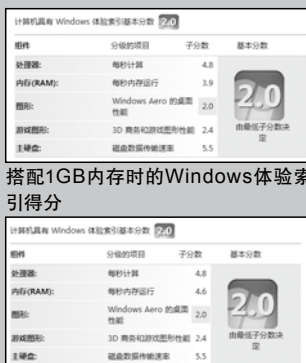 计算机具有 Windows 体验索引基本分数 2.0
组件 分级的项目 子分数 基本分数
处理器: 每秒计算 4.8
内存(RAM): 每秒内存运行 3.9
图形: Windows Aero 的桌面性能 2.0
2.0
游戏图形: 3D 商务和游戏图形性能 2.4
由最低子分数决定
主硬盘: 磁盘数据传输速率 5.5
搭配1GB内存时的Windows体验索
引得分
计算机具有 Windows 体验索引基本分数 2.0
组件 分级的项目 子分数 基本分数
处理器: 每秒计算 4.8
内存(RAM): 每秒内存运行 4.6
图形: Windows Aero 的桌面性能 2.0
2.0
游戏图形: 3D 商务和游戏图形性能 2.4
由最低子分数决定
主硬盘: 磁盘数据传输速率 5.5